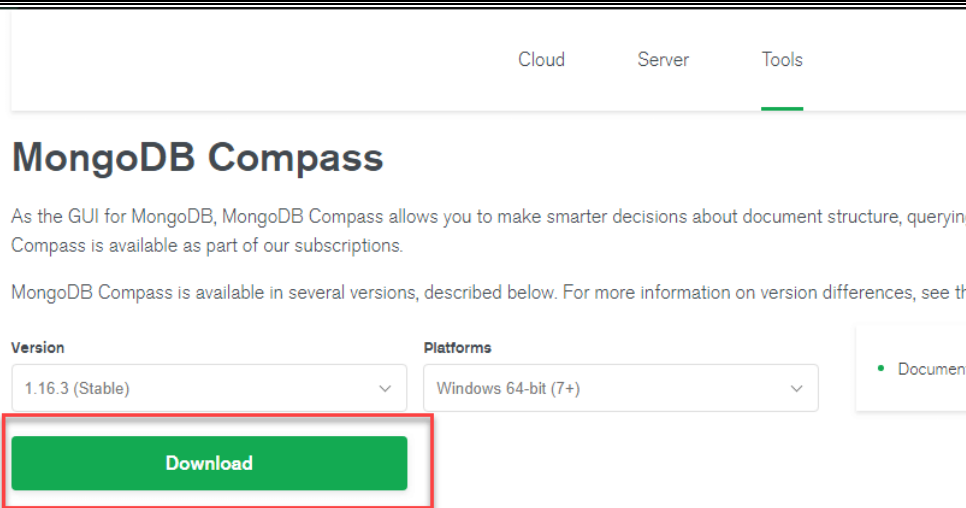 Cloud Server Tools
MongoDB Compass
As the GUI for MongoDB, MongoDB Compass allows you to make smarter decisions about document structure, querying
Compass is available as part of our subscriptions.
MongoDB Compass is available in several versions, described below. For more information on version differences, see
Version Platforms
1.16.3 (Stable) Windows 64-bit (7+)
• Documen
Download